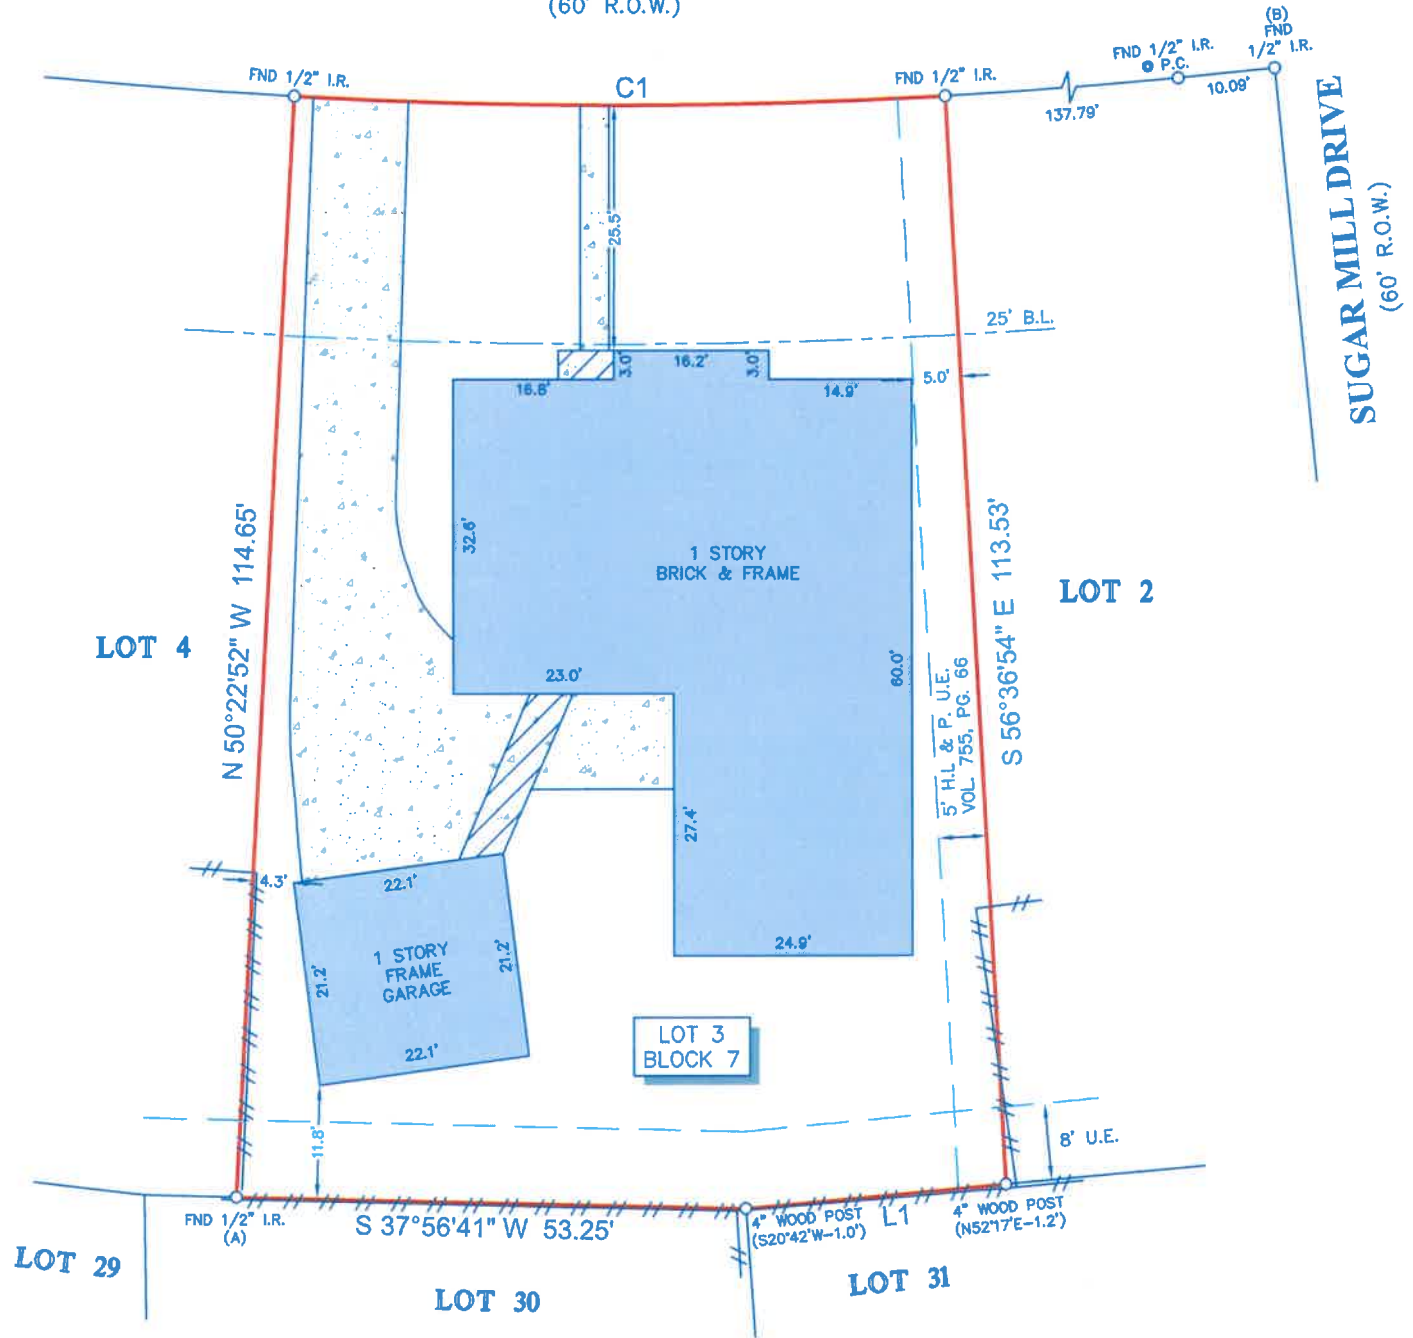 (60' R.O.W.)
(B)
FND
1/2" I.R.
FND 1/2" I.R.
P.C.
10.09'
137.79'
FND 1/2" I.R.
C1
FND 1/2" I.R.
SUGAR MILL DRIVE
(60' R.O.W.)
25.5'
25' B.L.
3.0'
16.2'
3.0'
16.8'
14.9'
5.0'
N 50°22'52" W 114.65'
32.6'
1 STORY
BRICK & FRAME
S 56°36'54" E 113.53'
LOT 2
LOT 4
23.0'
60.0'
5' H.L & P. U.E.
VOL. 755, PG. 66
27.4'
4.3'
22.1'
24.9'
1 STORY
FRAME
GARAGE
21.2'
21.2'
22.1'
LOT 3
BLOCK 7
11.8'
8' U.E.
FND 1/2" I.R.
(A)
S 37°56'41" W 53.25'
4" WOOD POST
(S20°42'W-1.0')
L1
4" WOOD POST
(N52°17'E-1.2')
LOT 29
LOT 30
LOT 31